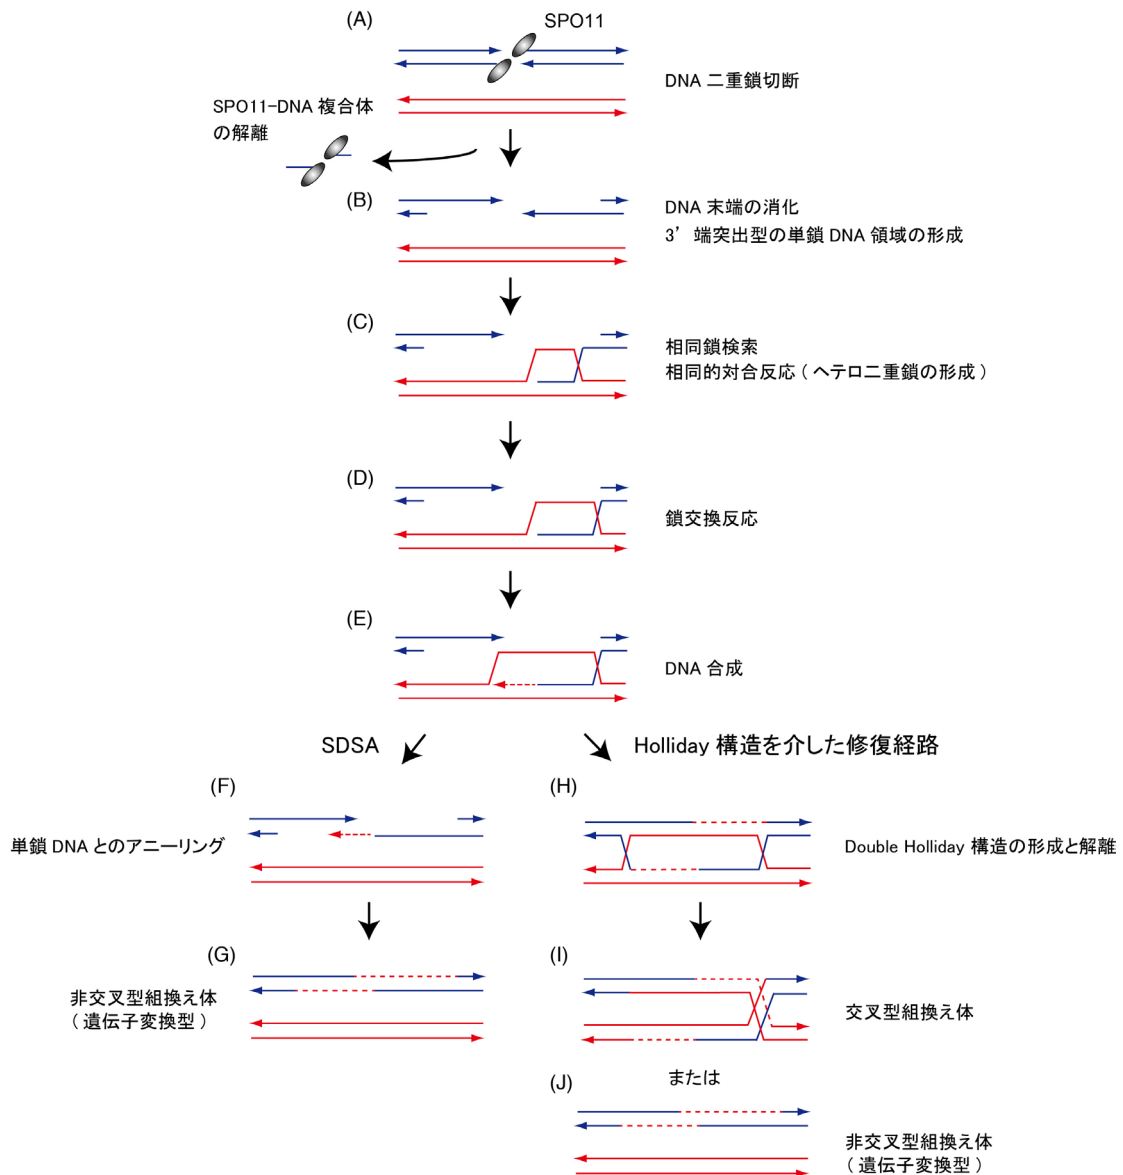 (A)
SPO11
DNA 二重鎖切断
SPO11-DNA 複合体
の解離
(B)
DNA 末端の消化
3’端突出型の単鎖 DNA 領域の形成
(C)
相同鎖検索
相同的対合反応 ( ヘテロ二重鎖の形成 )
(D)
鎖交換反応
(E)
DNA 合成
SDSA
Holliday 構造を介した修復経路
(F)
単鎖 DNA とのアニーリング
(H)
Double Holliday 構造の形成と解離
(G)
非交叉型組換え体
( 遺伝子変換型 )
(I)
交叉型組換え体
または
(J)
非交叉型組換え体
( 遺伝子変換型 )